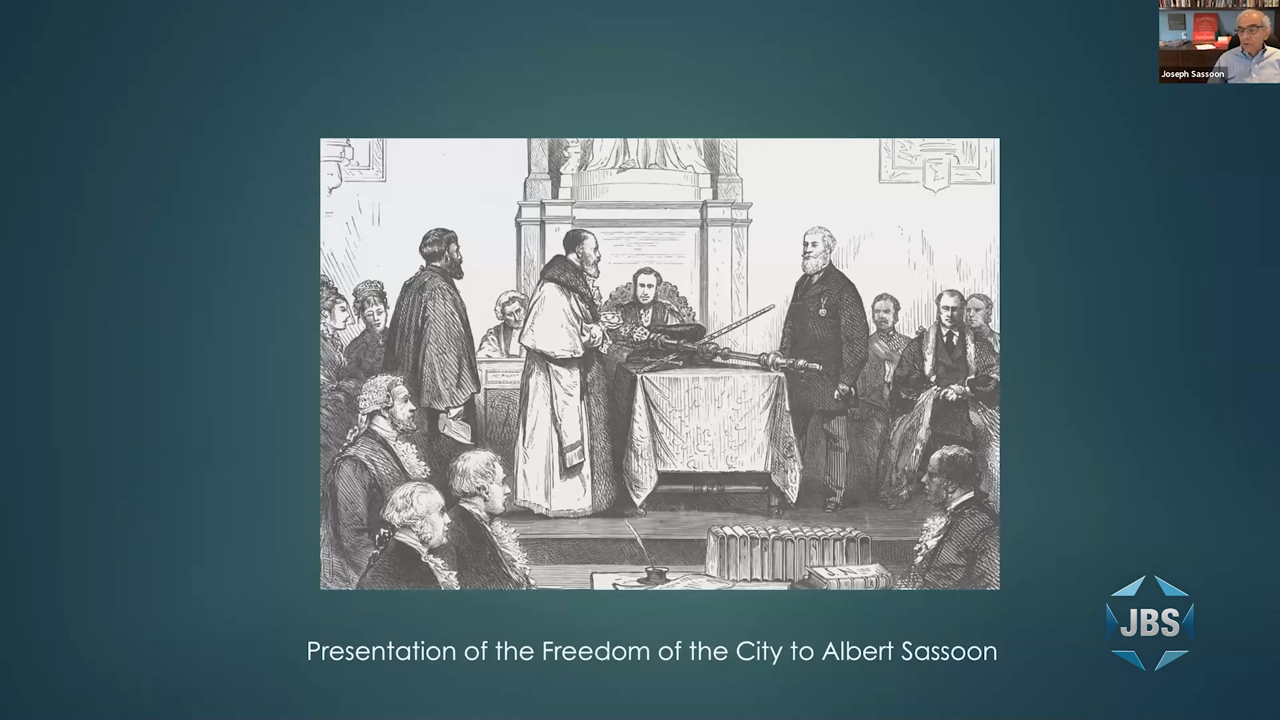 Joseph Sassoon
Presentation of the Freedom of the City to Albert Sassoon
JBS